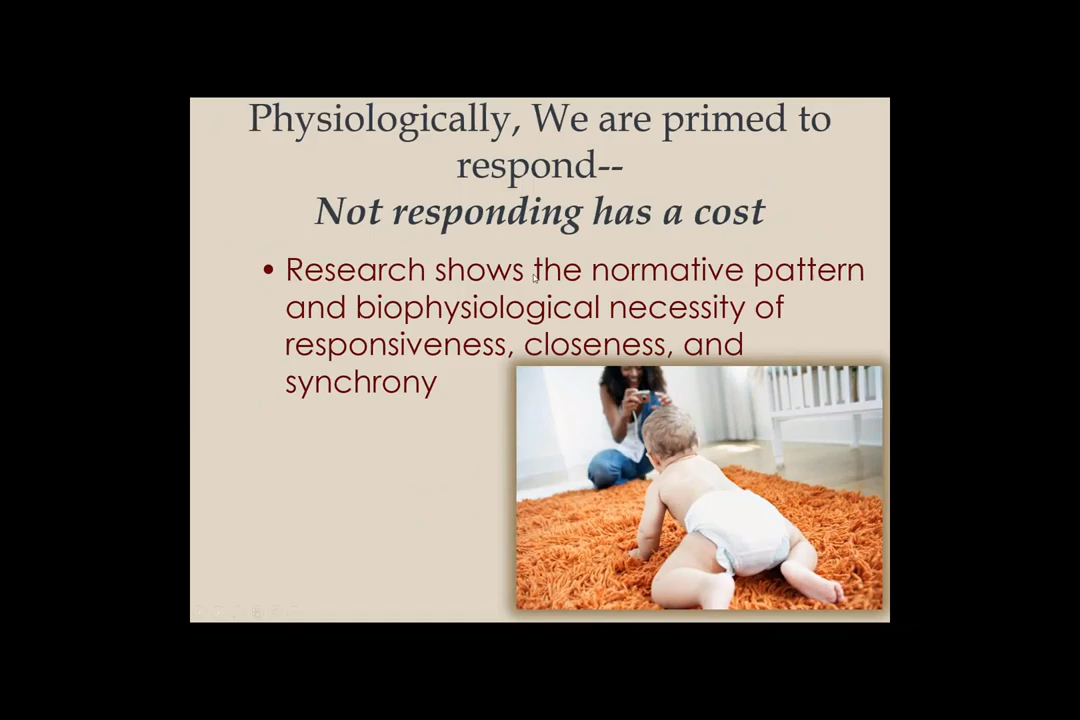 Physiologically, We are primed to
respond--
Not responding has a cost
• Research shows the normative pattern
and biophysiological necessity of
responsiveness, closeness, and
synchrony